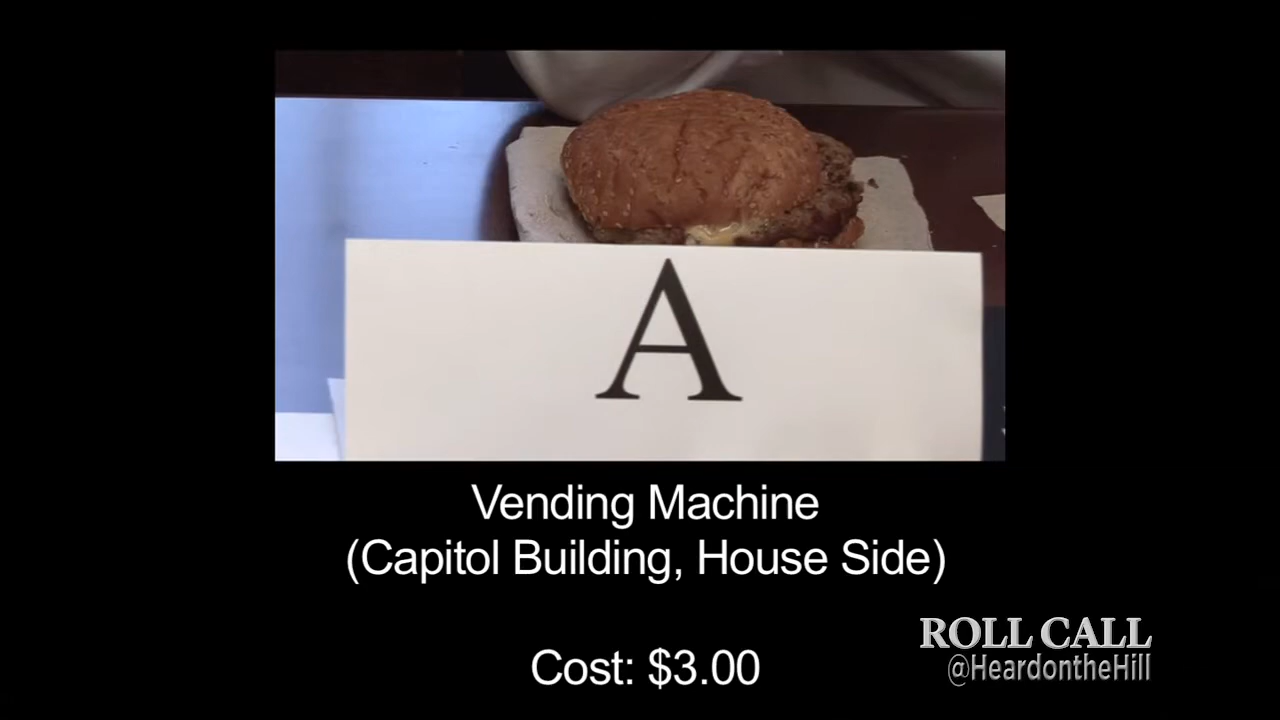 A
Vending Machine
(Capitol Building, House Side)
Cost: $3.00
ROLL CALL
@HeardontheHill